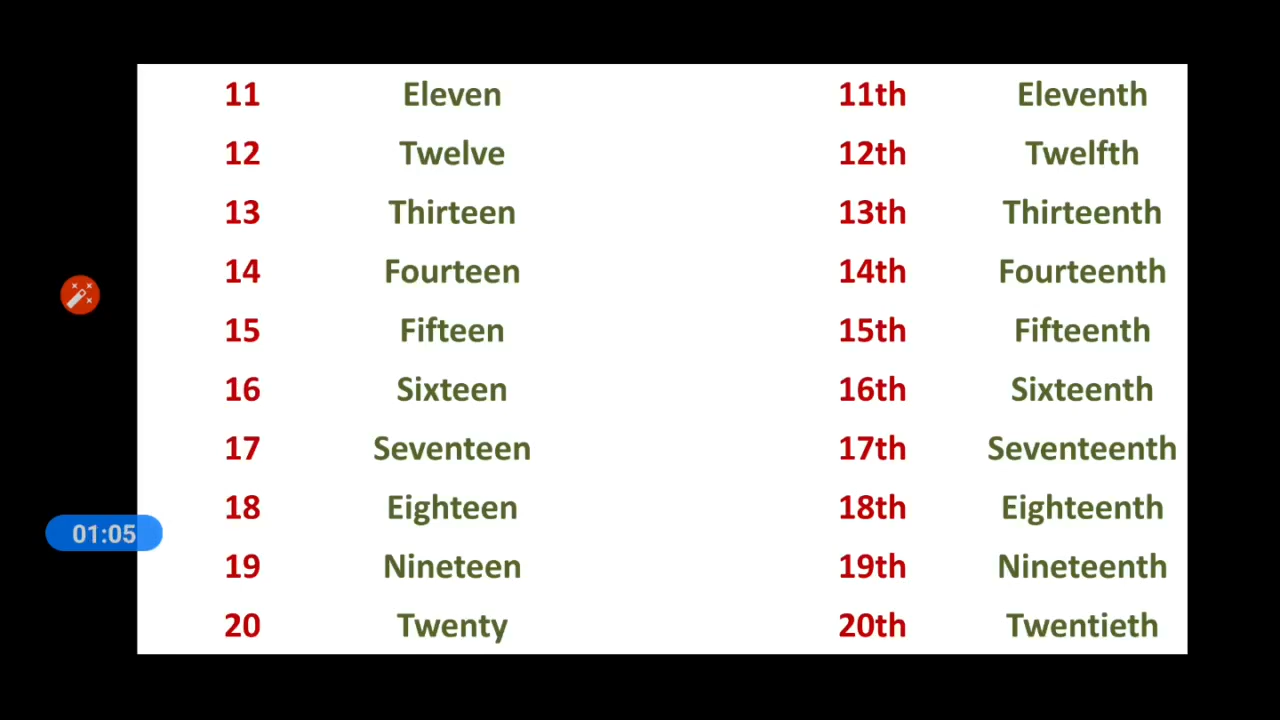 11 Eleven 11th Eleventh
12 Twelve 12th Twelfth
13 Thirteen 13th Thirteenth
14 Fourteen 14th Fourteenth
15 Fifteen 15th Fifteenth
16 Sixteen 16th Sixteenth
17 Seventeen 17th Seventeenth
18 Eighteen 18th Eighteenth
01:05
19 Nineteen 19th Nineteenth
20 Twenty 20th Twentieth